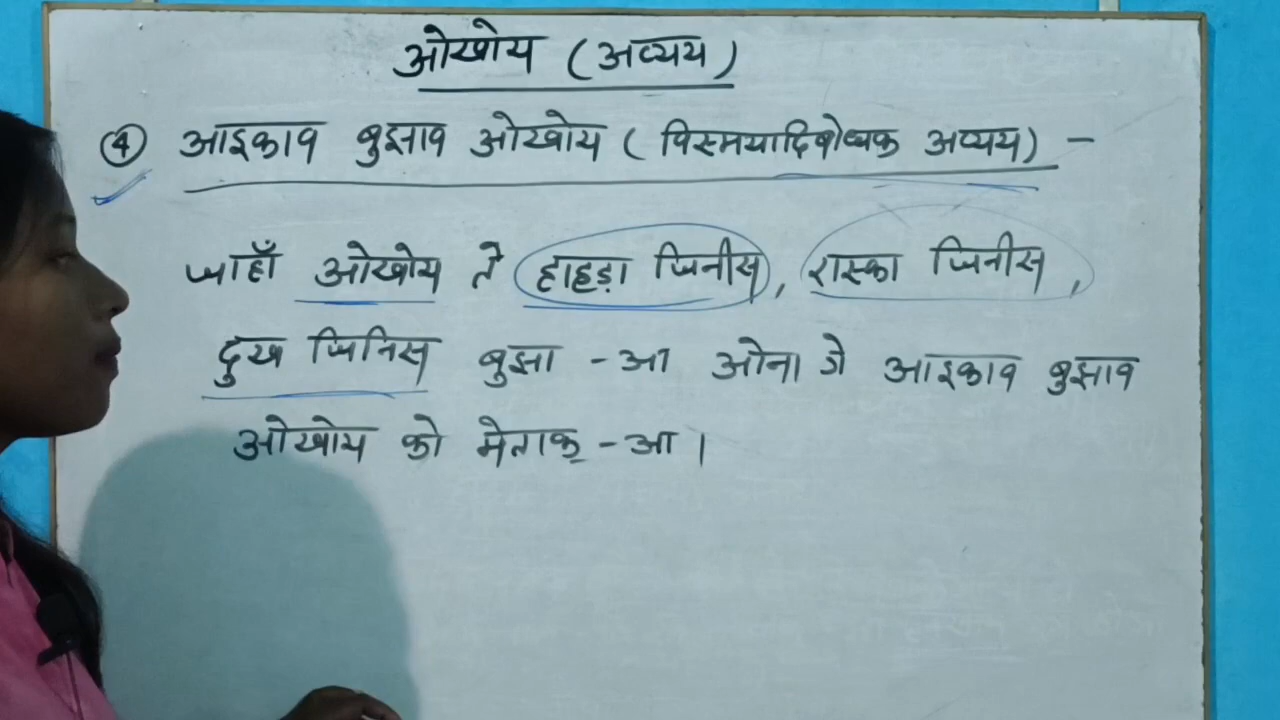 ओखोय (अव्यय)
④ आइकाव बुझाव ओखोय (विस्मयादिबोधक अव्यय) -
जाहाँ ओखोय ते हाहड़ा जिनीस, रास्का जिनीस,
दुख जिनिस बुझा -आ ओना गे आइकाव बुझाव
ओखोय को मेताक् -आ।